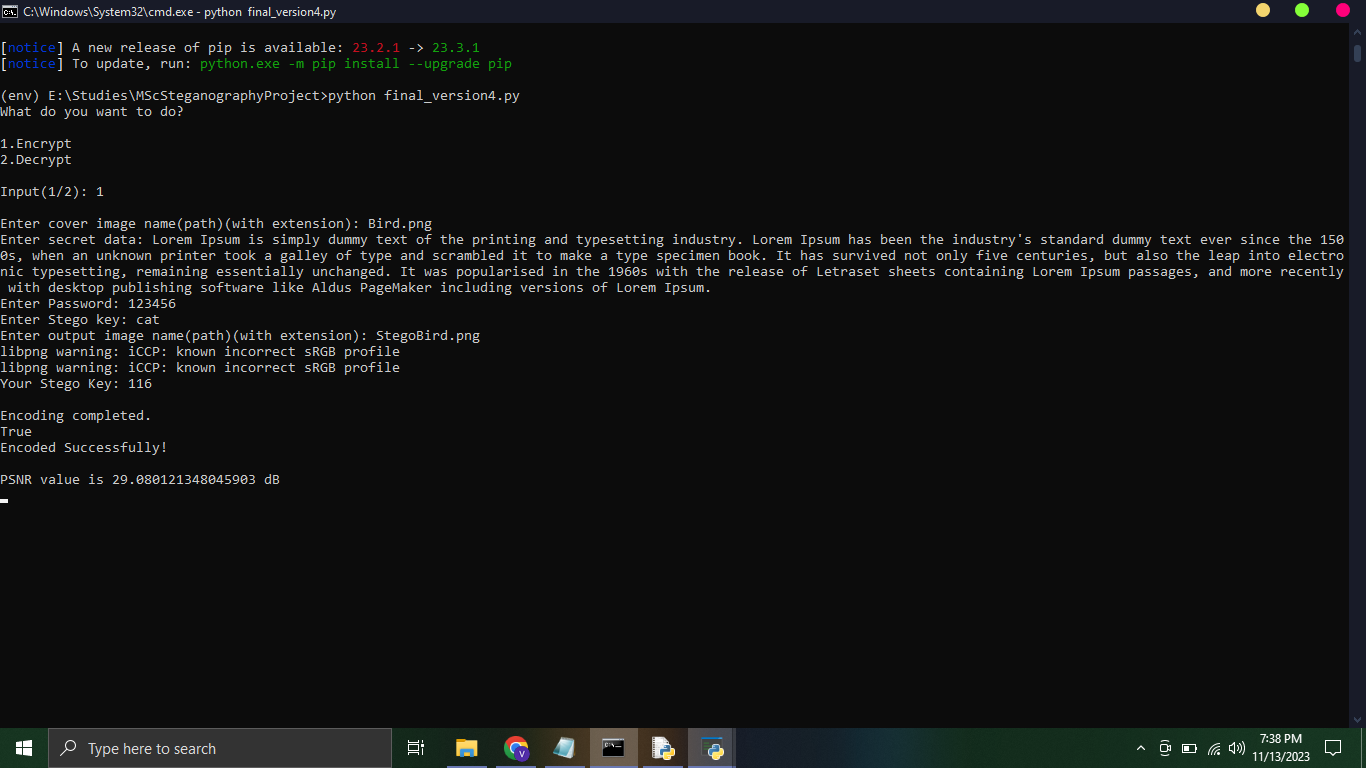 C:\Windows\System32\cmd.exe - python  final_version4.py
[notice] A new release of pip is available: 23.2.1 -> 23.3.1
[notice] To update, run: python.exe -m pip install --upgrade pip
(env) E:\Studies\MScSteganographyProject>python final_version4.py
What do you want to do?
1.Encrypt
2.Decrypt
Input(1/2): 1
Enter cover image name(path)(with extension): Bird.png
Enter secret data: Lorem Ipsum is simply dummy text of the printing and typesetting industry. Lorem Ipsum has been the industry's standard dummy text ever since the 150
0s, when an unknown printer took a galley of type and scrambled it to make a type specimen book. It has survived not only five centuries, but also the leap into electro
nic typesetting, remaining essentially unchanged. It was popularised in the 1960s with the release of Letraset sheets containing Lorem Ipsum passages, and more recently
 with desktop publishing software like Aldus PageMaker including versions of Lorem Ipsum.
Enter Password: 123456
Enter Stego key: cat
Enter output image name(path)(with extension): StegoBird.png
libpng warning: iCCP: known incorrect sRGB profile
libpng warning: iCCP: known incorrect sRGB profile
Your Stego Key: 116
Encoding completed.
True
Encoded Successfully!
PSNR value is 29.080121348045903 dB
Type here to search
7:38 PM
11/13/2023